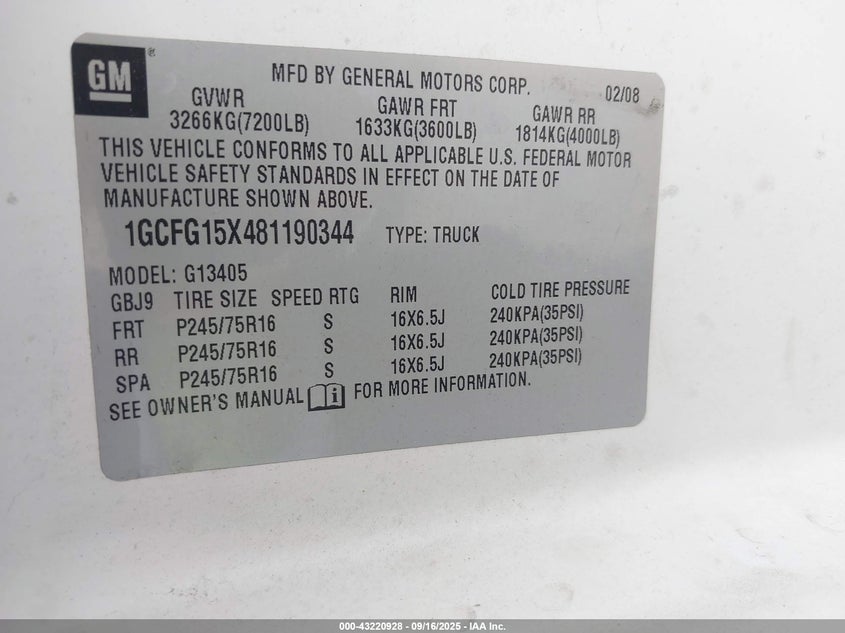 GM®
MFD BY GENERAL MOTORS CORP. 02/08
GVWR GAWR FRT GAWR RR
3266KG(7200LB) 1633KG(3600LB) 1814KG(4000LB)
THIS VEHICLE CONFORMS TO ALL APPLICABLE U.S. FEDERAL MOTOR
VEHICLE SAFETY STANDARDS IN EFFECT ON THE DATE OF
MANUFACTURE SHOWN ABOVE.
1GCFG15X481190344 TYPE: TRUCK
MODEL: G13405
GBJ9 TIRE SIZE SPEED RTG RIM COLD TIRE PRESSURE
FRT P245/75R16 S 16X6.5J 240KPA(35PSI)
RR P245/75R16 S 16X6.5J 240KPA(35PSI)
SPA P245/75R16 S 16X6.5J 240KPA(35PSI)
SEE OWNER'S MANUAL i FOR MORE INFORMATION.
000-43220928 - 09/16/2025 - IAA Inc.